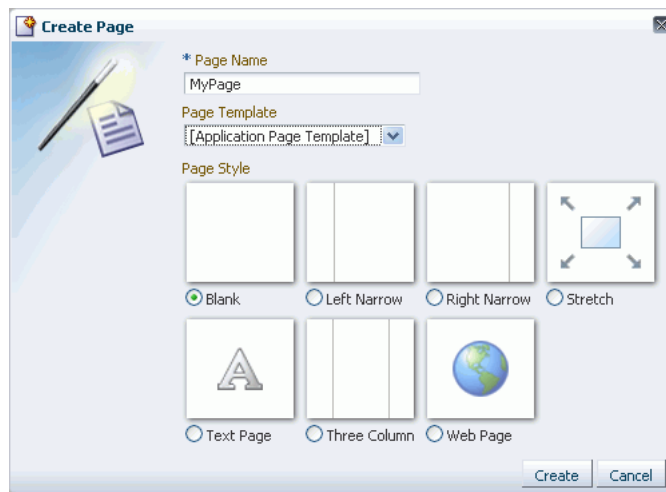 Create Page
* Page Name
MyPage
Page Template
[Application Page Template]
Page Style
Blank
Left Narrow
Right Narrow
Stretch
A
Text Page
Three Column
Web Page
Create
Cancel